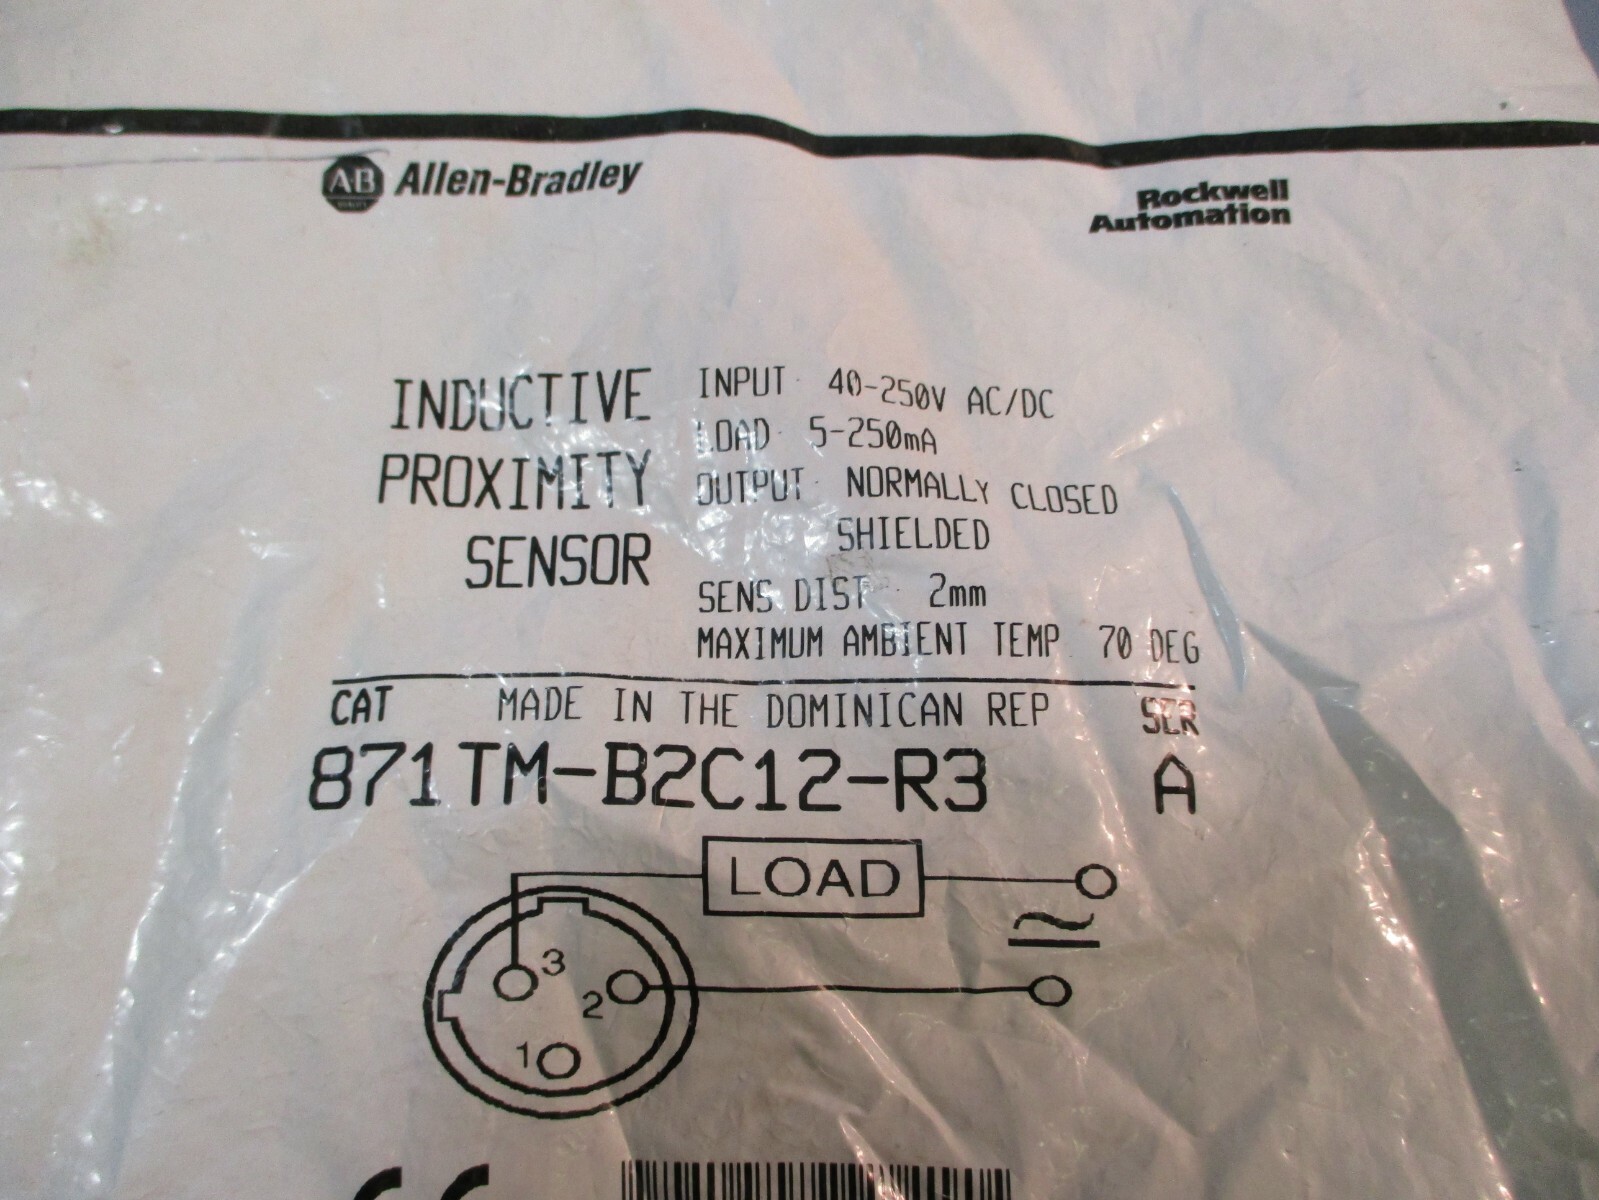 AB QUALITY Allen-Bradley
Rockwell
Automation
INDUCTIVE
PROXIMITY
SENSOR
INPUT 40-250V AC/DC
LOAD 5-250mA
OUTPUT NORMALLY CLOSED
SHIELDED
SENS DIST 2mm
MAXIMUM AMBIENT TEMP 70 DEG
CAT MADE IN THE DOMINICAN REP SER
871TM-B2C12-R3 A
LOAD
3
2
1